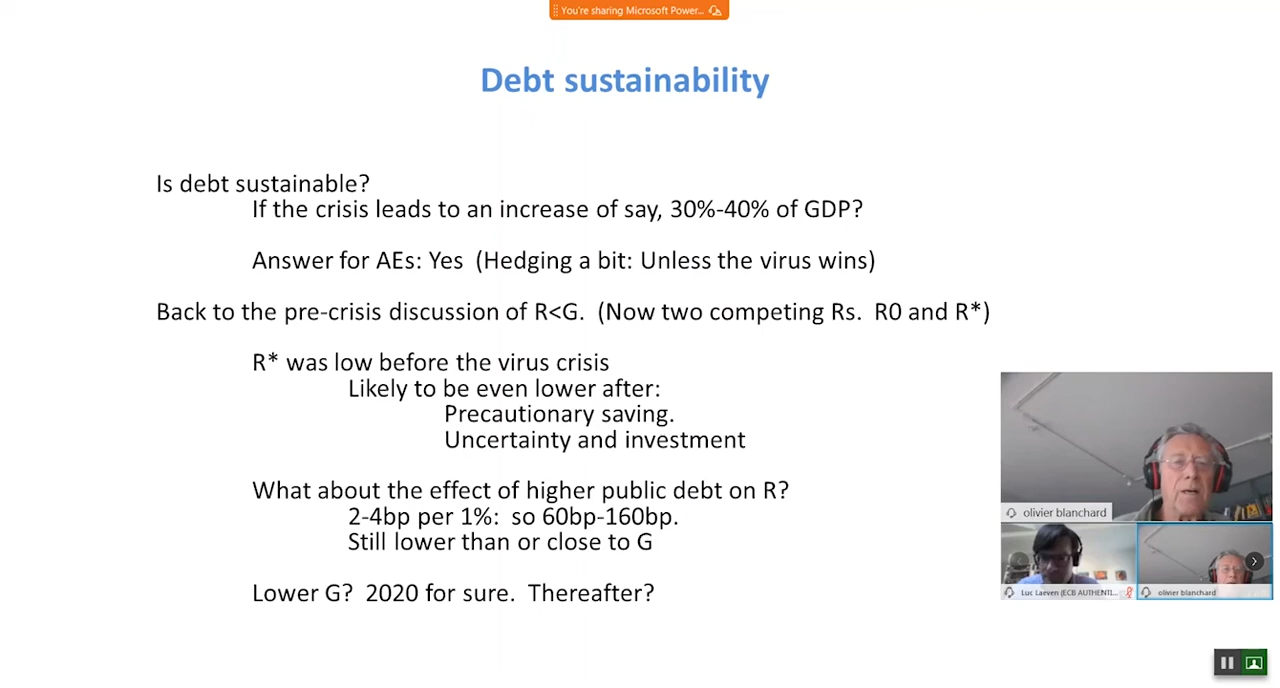 You're sharing Microsoft Power...
Debt sustainability
Is debt sustainable?
If the crisis leads to an increase of say, 30%-40% of GDP?
Answer for AEs: Yes (Hedging a bit: Unless the virus wins)
Back to the pre-crisis discussion of R<G. (Now two competing Rs. R0 and R*)
R* was low before the virus crisis
Likely to be even lower after:
Precautionary saving.
Uncertainty and investment
What about the effect of higher public debt on R?
2-4bp per 1%: so 60bp-160bp.
Still lower than or close to G
Lower G? 2020 for sure. Thereafter?
olivier blanchard
Luc Laeven (ECB AUTHENTI...
olivier blanchard